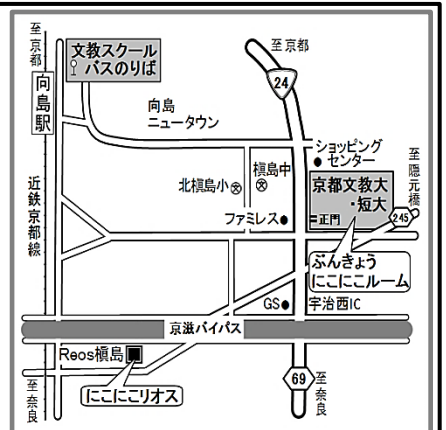 至京都
向島駅
近鉄京都線
至奈良
文教スクール
バスのりば
向島
ニュータウン
至京都
24
ショッピング
センター
槇島中
北槇島小
文
文
ファミレス
京都文教大
・短大
正門
至隠元橋
245
ぶんきょう
にこにこルーム
GS
宇治西IC
京滋バイパス
Reos槇島
にこにこリオス
69
至奈良